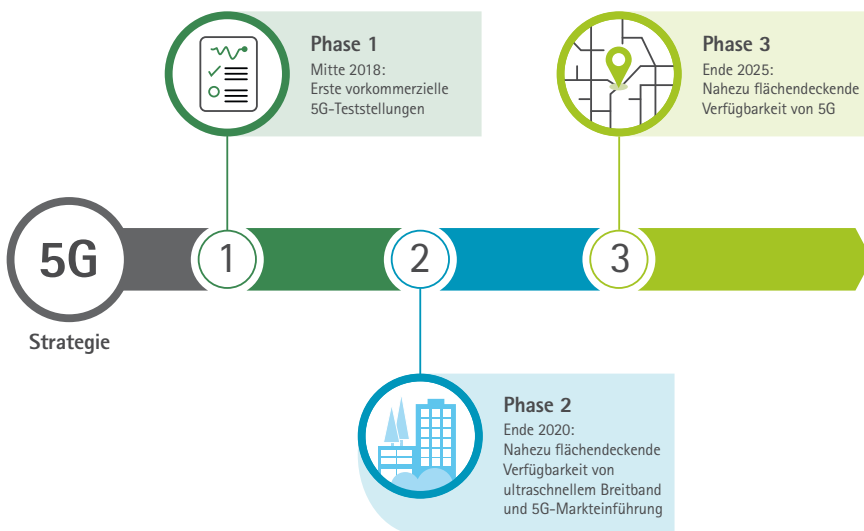 Phase 1
Mitte 2018:
Erste vorkommerzielle
5G-Teststellungen
Phase 3
Ende 2025:
Nahezu flächendeckende
Verfügbarkeit von 5G
5G
1
2
3
Strategie
Phase 2
Ende 2020:
Nahezu flächendeckende
Verfügbarkeit von
ultraschnellem Breitband
und 5G-Markteinführung